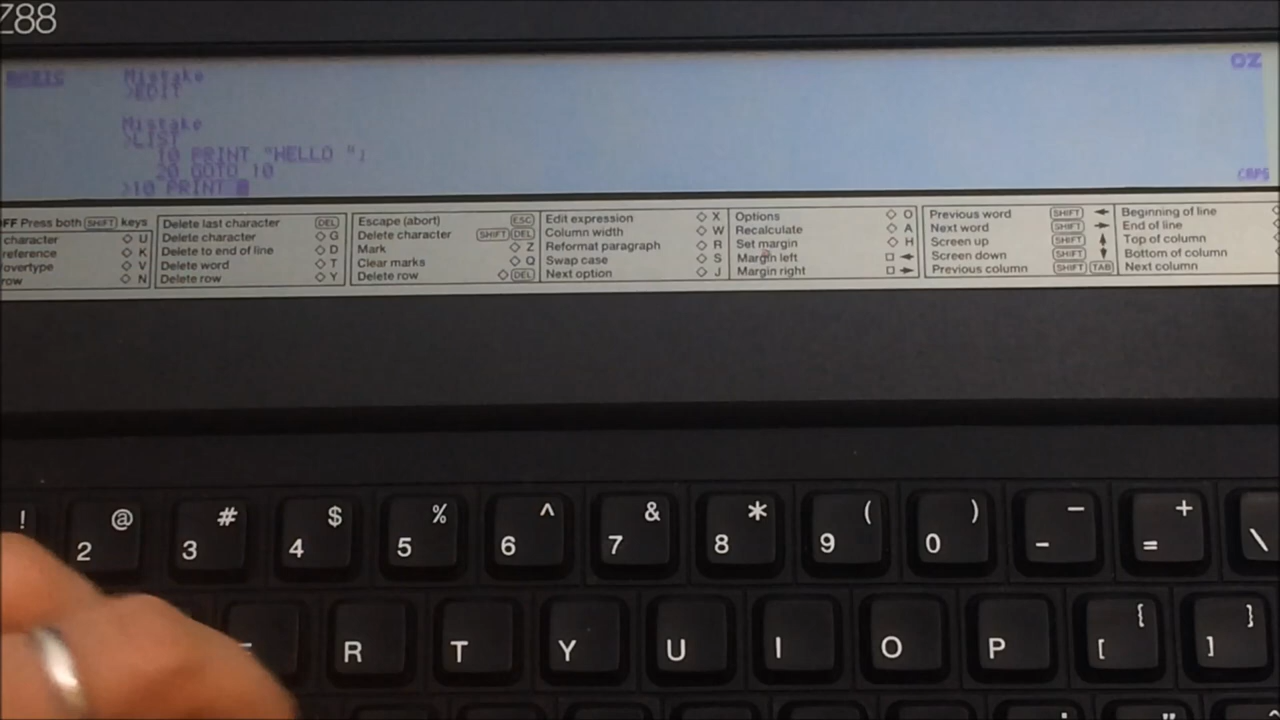 Z88
BASIC
OZ
Mistake
>EDIT
Mistake
>LIST
10 PRINT "HELLO ";
20 GOTO 10
>10 PRINT
CAPS
OFF Press both SHIFT keys
character ◇ U
reference ◇ K
overtype ◇ V
row ◇ N
Delete last character DEL
Delete character ◇ G
Delete to end of line ◇ D
Delete word ◇ T
Delete row ◇ Y
Escape (abort) ESC
Delete character SHIFT DEL
Mark ◇ Z
Clear marks ◇ Q
Delete row ◇ DEL
Edit expression ◇ X
Column width ◇ W
Reformat paragraph ◇ R
Swap case ◇ S
Next option ◇ J
Options ◇ O
Recalculate ◇ A
Set margin ◇ H
Margin left □ ←
Margin right □ →
Previous word SHIFT ←
Next word SHIFT →
Screen up SHIFT ↑
Screen down SHIFT ↓
Previous column SHIFT TAB
Beginning of line ◇
End of line ◇
Top of column ◇
Bottom of column ◇
Next column
! @ # $ % ^ & * ( ) – +
2 3 4 5 6 7 8 9 0 - = \
{ }
R T Y U I O P [ ]